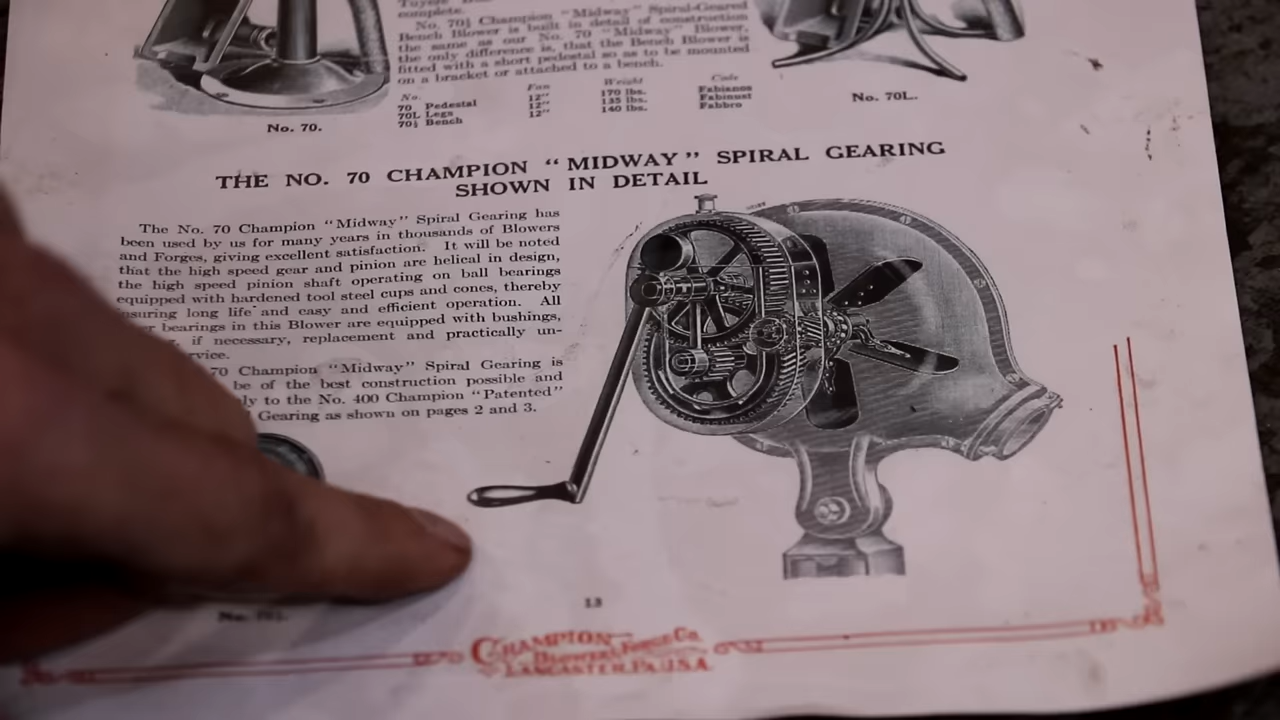 complete.
No. 70½ Champion "Midway" Spiral-Geared
Bench Blower is built in detail of construction
the same as our No. 70 "Midway" Blower,
the only difference is, that the Bench Blower is
fitted with a short pedestal so as to be mounted
on a bracket or attached to a bench.
No. Fan Weight Code
70 Pedestal 12" 170 lbs. Fabianos
70L Legs 12" 135 lbs. Fabinust
70½ Bench 12" 140 lbs. Fabbro
No. 70.
No. 70L.
THE NO. 70 CHAMPION "MIDWAY" SPIRAL GEARING
SHOWN IN DETAIL
The No. 70 Champion "Midway" Spiral Gearing has
been used by us for many years in thousands of Blowers
and Forges, giving excellent satisfaction. It will be noted
that the high speed gear and pinion are helical in design,
the high speed pinion shaft operating on ball bearings
equipped with hardened tool steel cups and cones, thereby
insuring long life and easy and efficient operation. All
bearings in this Blower are equipped with bushings,
if necessary, replacement and practically un-
70 Champion "Midway" Spiral Gearing is
be of the best construction possible and
to the No. 400 Champion "Patented"
Gearing as shown on pages 2 and 3.
13
CHAMPION
Blower & Forge Co.
LANCASTER, PA. U.S.A.